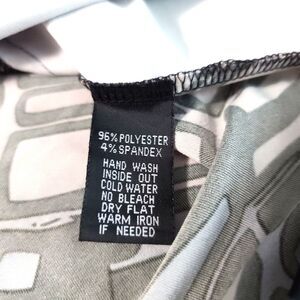 96% POLYESTER
4% SPANDEX
HAND WASH
INSIDE OUT
COLD WATER
NO BLEACH
DRY FLAT
WARM IRON
IF NEEDED